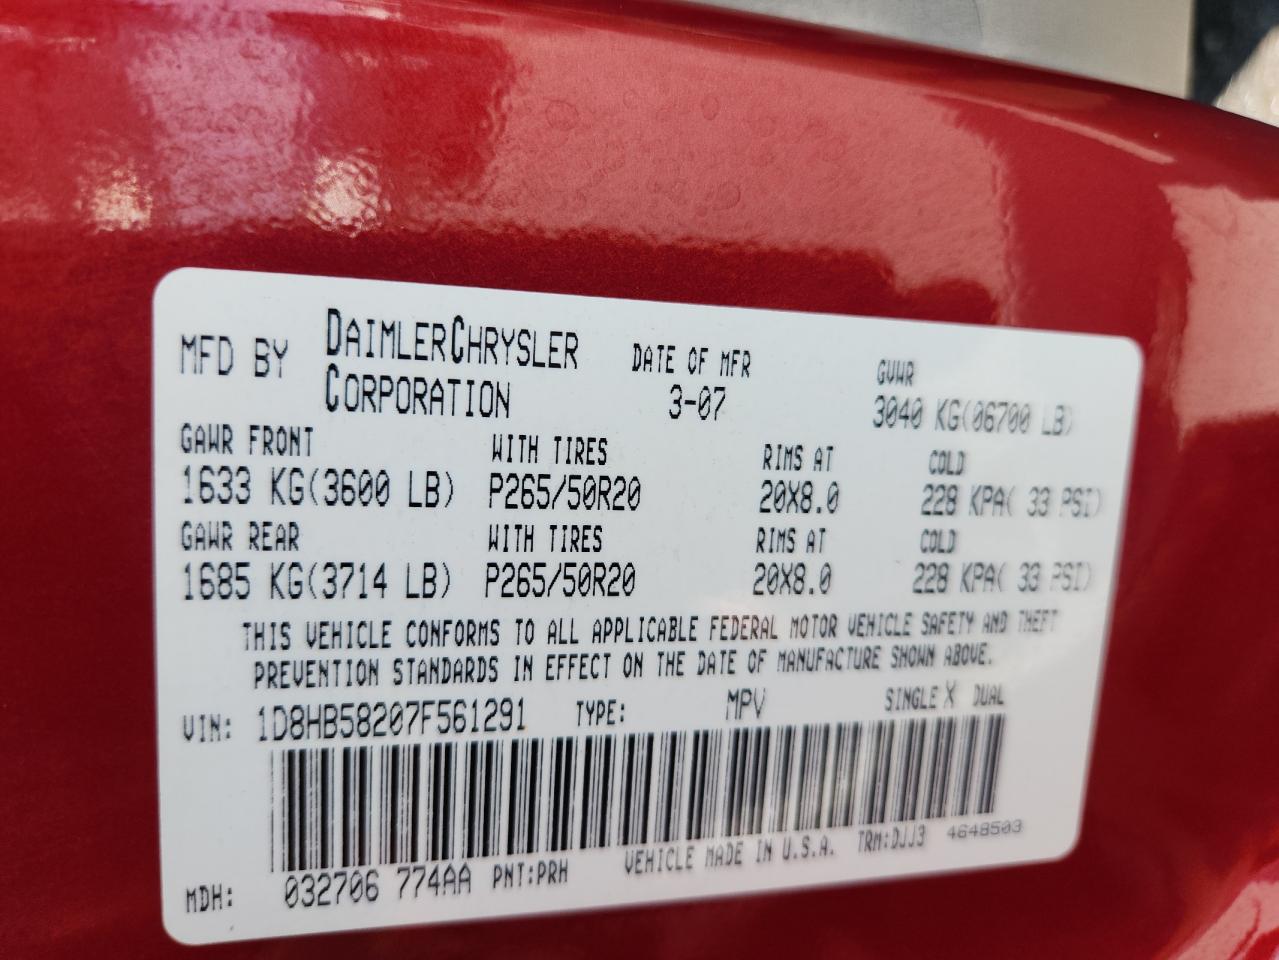 MFD BY DAIMLERCHRYSLER CORPORATION DATE OF MFR 3-07 GVWR 3040 KG(06700 LB)
GAWR FRONT WITH TIRES RIMS AT COLD
1633 KG(3600 LB) P265/50R20 20X8.0 228 KPA( 33 PSI)
GAWR REAR WITH TIRES RIMS AT COLD
1685 KG(3714 LB) P265/50R20 20X8.0 228 KPA( 33 PSI)
THIS VEHICLE CONFORMS TO ALL APPLICABLE FEDERAL MOTOR VEHICLE SAFETY AND THEFT
PREVENTION STANDARDS IN EFFECT ON THE DATE OF MANUFACTURE SHOWN ABOVE.
VIN: 1D8HB58207F561291 TYPE: MPV SINGLE X DUAL
MDH: 032706 774AA PNT:PRH VEHICLE MADE IN U.S.A. TRM:DJJ3 4648503